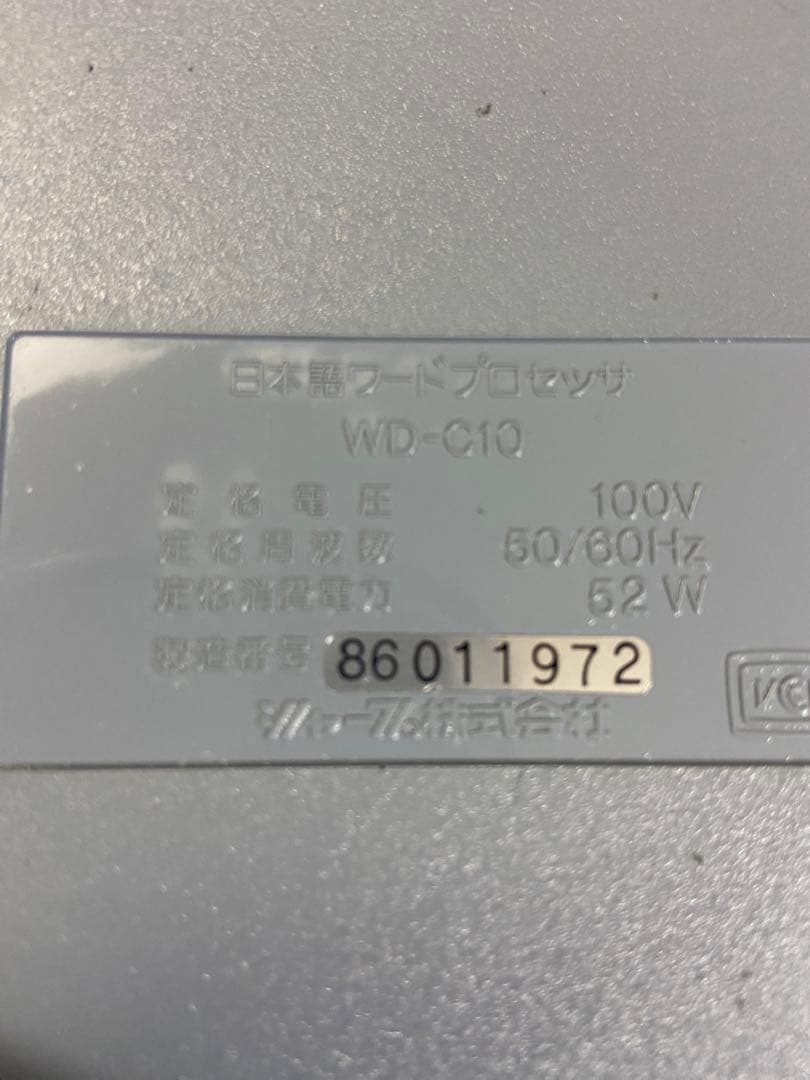 日本語ワードプロセッサ
WD-C10
定格電圧 100V
定格周波数 50/60Hz
定格消費電力 52W
製造番号 86011972
シャープ株式会社
VCI